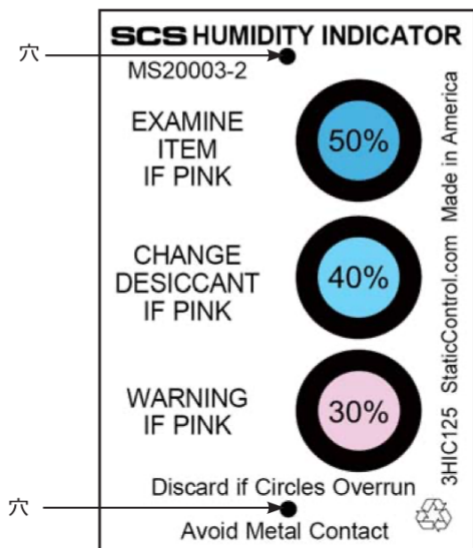 SCS HUMIDITY INDICATOR
穴
MS20003-2
EXAMINE
ITEM
IF PINK
50%
CHANGE
DESICCANT
IF PINK
40%
WARNING
IF PINK
30%
3HIC125 StaticControl.com Made in America
Discard if Circles Overrun
穴
Avoid Metal Contact